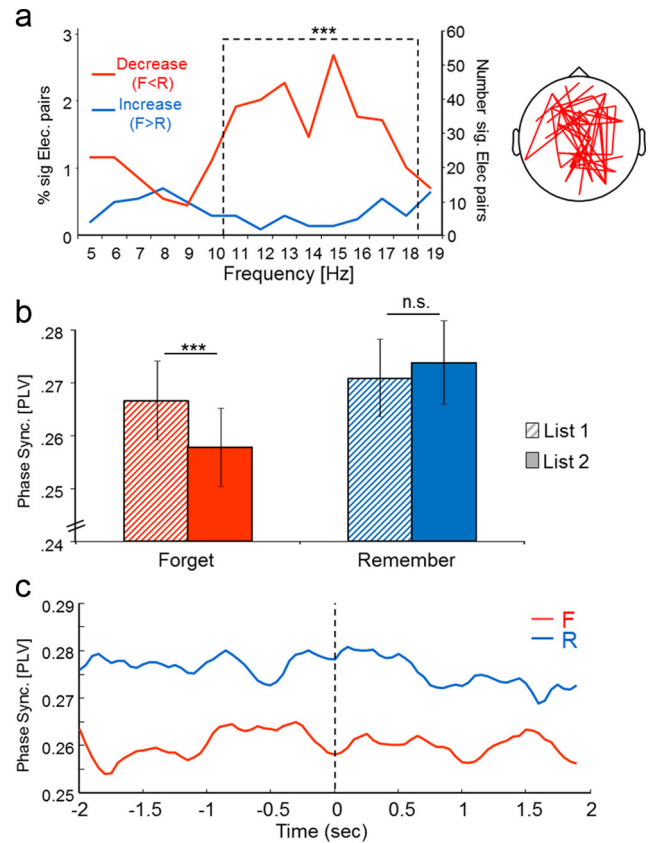 a
***
3
2
1
0
% sig Elec. pairs
Decrease
(F<R)
Increase
(F>R)
60
50
40
30
20
10
0
Number sig. Elec pairs
5 6 7 8 9 10 11 12 13 14 15 16 17 18 19
Frequency [Hz]
b
.28
.27
.26
.25
.24
Phase Sync. [PLV]
***
n.s.
List 1
List 2
Forget Remember
c
0.29
0.28
0.27
0.26
0.25
Phase Sync. [PLV]
F
R
-2 -1.5 -1 -0.5 0 0.5 1 1.5 2
Time (sec)